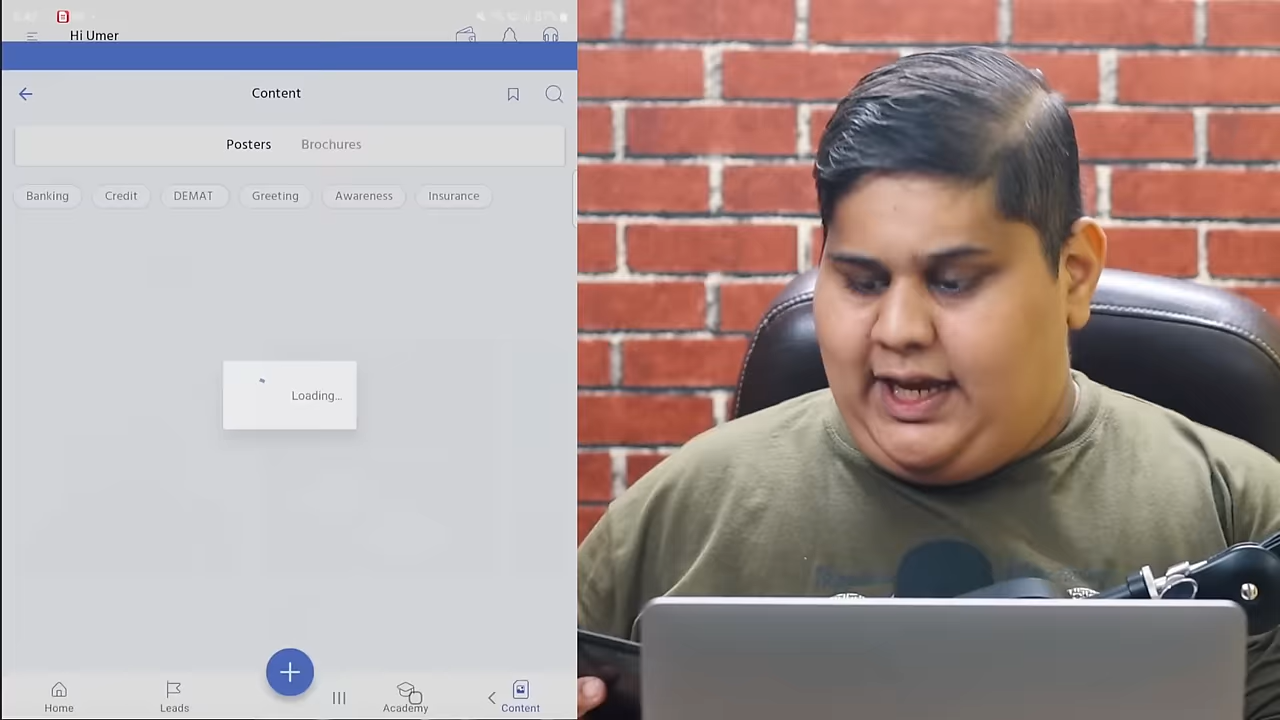 Hi Umer
Content
Posters Brochures
Banking Credit DEMAT Greeting Awareness Insurance
Loading...
Home Leads Academy Content